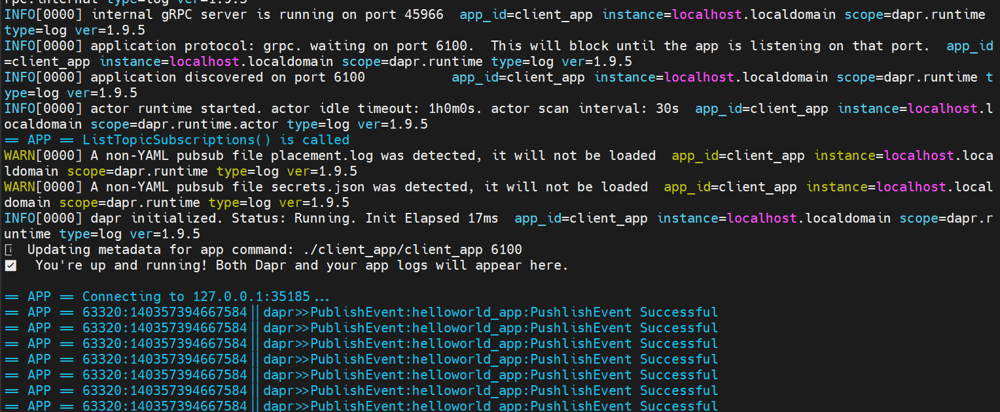 rpc.internal type=log ver=1.9.5
INFO[0000] internal gRPC server is running on port 45966  app_id=client_app instance=localhost.localdomain scope=dapr.runtime
type=log ver=1.9.5
INFO[0000] application protocol: grpc. waiting on port 6100.  This will block until the app is listening on that port.  app_id
=client_app instance=localhost.localdomain scope=dapr.runtime type=log ver=1.9.5
INFO[0000] application discovered on port 6100           app_id=client_app instance=localhost.localdomain scope=dapr.runtime t
ype=log ver=1.9.5
INFO[0000] actor runtime started. actor idle timeout: 1h0m0s. actor scan interval: 30s  app_id=client_app instance=localhost.l
ocaldomain scope=dapr.runtime.actor type=log ver=1.9.5
== APP == ListTopicSubscriptions() is called
WARN[0000] A non-YAML pubsub file placement.log was detected, it will not be loaded  app_id=client_app instance=localhost.loca
ldomain scope=dapr.runtime type=log ver=1.9.5
WARN[0000] A non-YAML pubsub file secrets.json was detected, it will not be loaded  app_id=client_app instance=localhost.local
domain scope=dapr.runtime type=log ver=1.9.5
INFO[0000] dapr initialized. Status: Running. Init Elapsed 17ms  app_id=client_app instance=localhost.localdomain scope=dapr.r
untime type=log ver=1.9.5
ℹ  Updating metadata for app command: ./client_app/client_app 6100
✅  You're up and running! Both Dapr and your app logs will appear here.
== APP == Connecting to 127.0.0.1:35185...
== APP == 63320:140357394667584||dapr>>PublishEvent:helloworld_app:PushlishEvent Successful
== APP == 63320:140357394667584||dapr>>PublishEvent:helloworld_app:PushlishEvent Successful
== APP == 63320:140357394667584||dapr>>PublishEvent:helloworld_app:PushlishEvent Successful
== APP == 63320:140357394667584||dapr>>PublishEvent:helloworld_app:PushlishEvent Successful
== APP == 63320:140357394667584||dapr>>PublishEvent:helloworld_app:PushlishEvent Successful
== APP == 63320:140357394667584||dapr>>PublishEvent:helloworld_app:PushlishEvent Successful
== APP == 63320:140357394667584||dapr>>PublishEvent:helloworld_app:PushlishEvent Successful